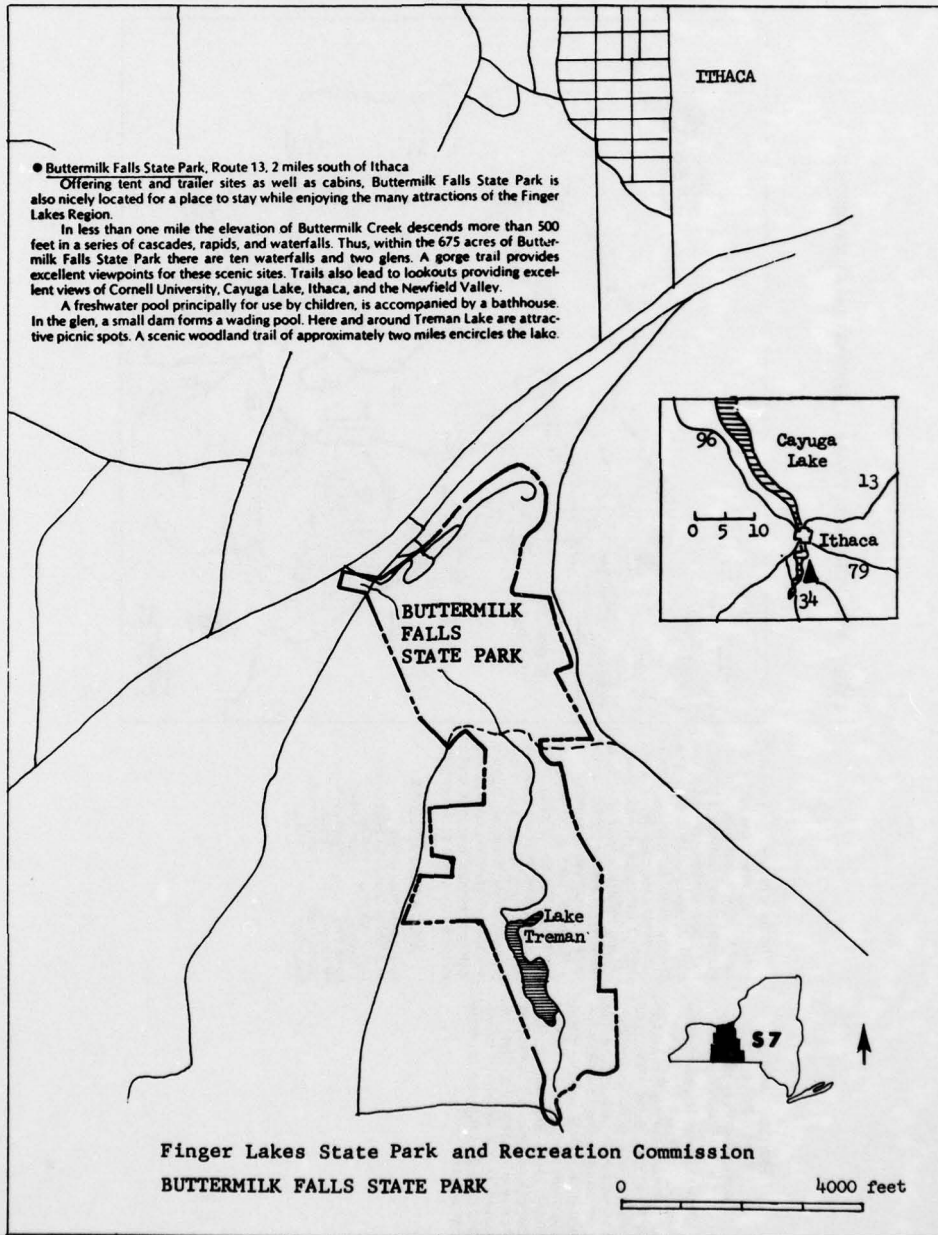 ITHACA
● Buttermilk Falls State Park, Route 13, 2 miles south of Ithaca
Offering tent and trailer sites as well as cabins, Buttermilk Falls State Park is
also nicely located for a place to stay while enjoying the many attractions of the Finger
Lakes Region.
In less than one mile the elevation of Buttermilk Creek descends more than 500
feet in a series of cascades, rapids, and waterfalls. Thus, within the 675 acres of Butter-
milk Falls State Park there are ten waterfalls and two glens. A gorge trail provides
excellent viewpoints for these scenic sites. Trails also lead to lookouts providing excel-
lent views of Cornell University, Cayuga Lake, Ithaca, and the Newfield Valley.
A freshwater pool principally for use by children, is accompanied by a bathhouse.
In the glen, a small dam forms a wading pool. Here and around Treman Lake are attrac-
tive picnic spots. A scenic woodland trail of approximately two miles encircles the lake.
96
Cayuga
Lake
13
0 5 10
Ithaca
79
34
BUTTERMILK
FALLS
STATE PARK
Lake
Treman
S7
Finger Lakes State Park and Recreation Commission
BUTTERMILK FALLS STATE PARK
0 4000 feet